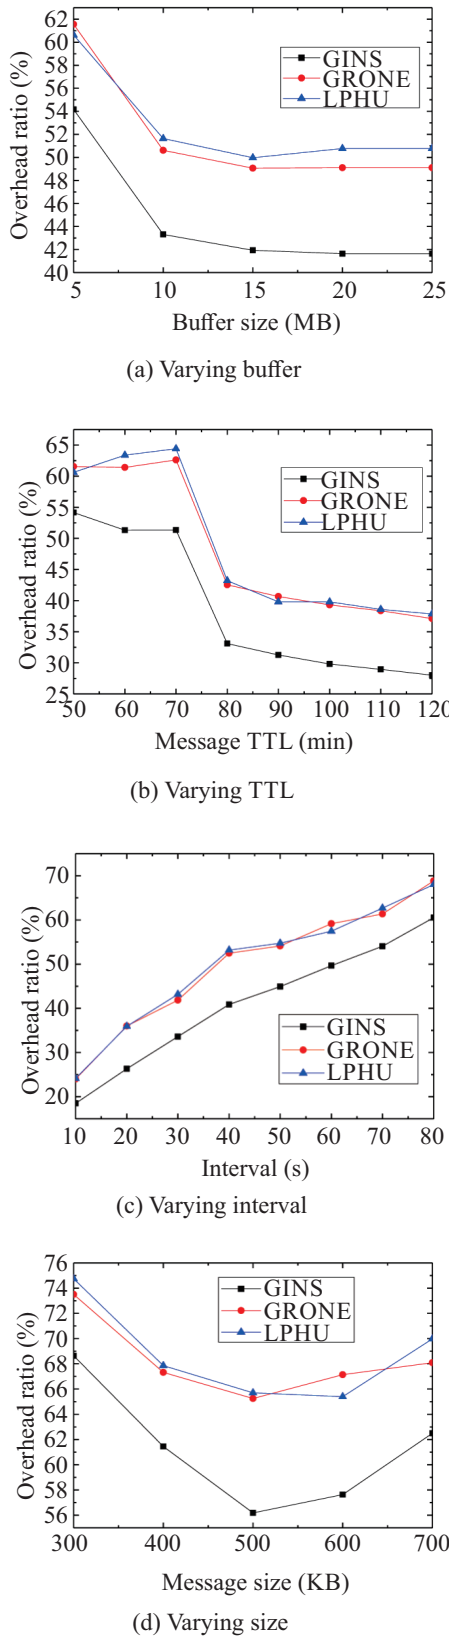 62
60
58
56
54
52
50
48
46
44
42
40
Overhead ratio (%)
GINS
GRONE
LPHU
5 10 15 20 25
Buffer size (MB)
(a) Varying buffer
65
60
55
50
45
40
35
30
25
Overhead ratio (%)
GINS
GRONE
LPHU
50 60 70 80 90 100 110 120
Message TTL (min)
(b) Varying TTL
70
60
50
40
30
20
Overhead ratio (%)
GINS
GRONE
LPHU
10 20 30 40 50 60 70 80
Interval (s)
(c) Varying interval
76
74
72
70
68
66
64
62
60
58
56
Overhead ratio (%)
GINS
GRONE
LPHU
300 400 500 600 700
Message size (KB)
(d) Varying size